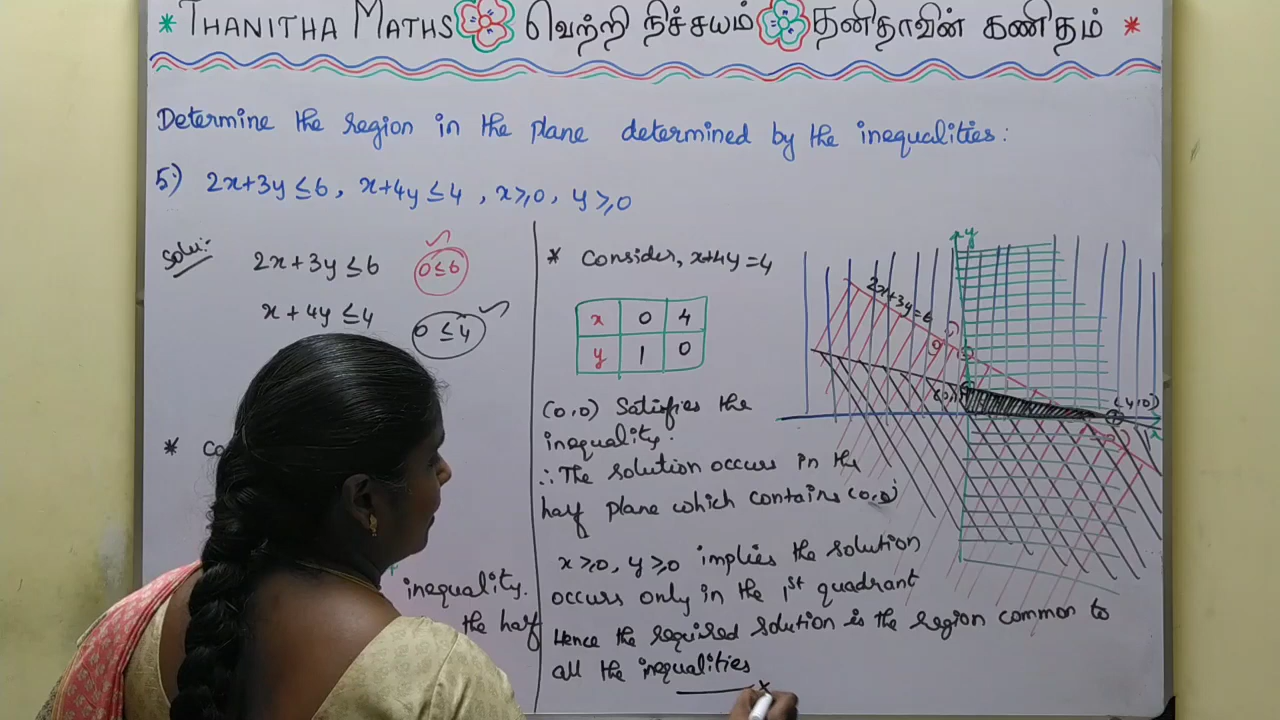 * THANITHA MATHS வெற்றி நிச்சயம் தனிதாவின் கணிதம் *
Determine the region in the plane determined by the inequalities:
5) 2x+3y ≤ 6, x+4y ≤ 4, x ≥ 0, y ≥ 0
Solu:-
2x+3y ≤ 6 0 ≤ 6
x + 4y ≤ 4 0 ≤ 4
* Co
inequality.
the half
* Consider, x+4y = 4
x 0 4
y 1 0
(0,0) Satisfies the
inequality.
∴ The solution occurs in the
half plane which contains (0,0)
x ≥ 0, y ≥ 0 implies the solution
occurs only in the 1st quadrant
Hence the required solution is the region common to
all the inequalities
y
2x+3y=6
(4,0)
x